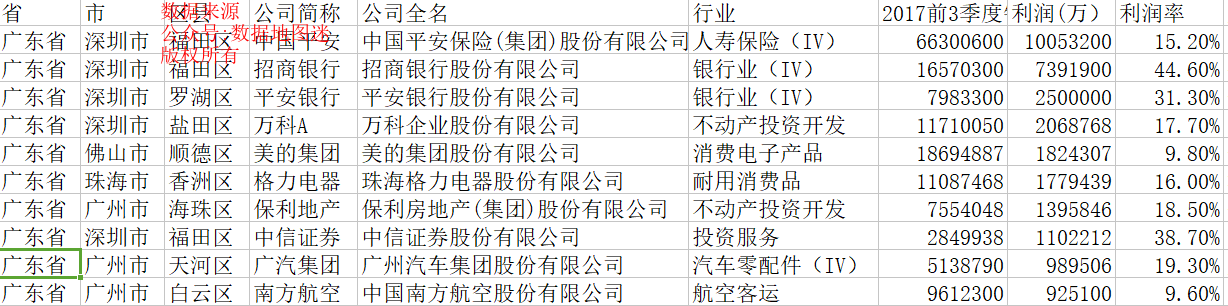 省 市 区县 公司简称 公司全名 行业 2017前3季度 利润(万) 利润率
数据来源
公众号:数据地图迷
版权所有
广东省 深圳市 福田区 中国平安 中国平安保险(集团)股份有限公司 人寿保险（IV） 66300600 10053200 15.20%
广东省 深圳市 福田区 招商银行 招商银行股份有限公司 银行业（IV） 16570300 7391900 44.60%
广东省 深圳市 罗湖区 平安银行 平安银行股份有限公司 银行业（IV） 7983300 2500000 31.30%
广东省 深圳市 盐田区 万科A 万科企业股份有限公司 不动产投资开发 11710050 2068768 17.70%
广东省 佛山市 顺德区 美的集团 美的集团股份有限公司 消费电子产品 18694887 1824307 9.80%
广东省 珠海市 香洲区 格力电器 珠海格力电器股份有限公司 耐用消费品 11087468 1779439 16.00%
广东省 广州市 海珠区 保利地产 保利房地产(集团)股份有限公司 不动产投资开发 7554048 1395846 18.50%
广东省 深圳市 福田区 中信证券 中信证券股份有限公司 投资服务 2849938 1102212 38.70%
广东省 广州市 天河区 广汽集团 广州汽车集团股份有限公司 汽车零配件（IV） 5138790 989506 19.30%
广东省 广州市 白云区 南方航空 中国南方航空股份有限公司 航空客运 9612300 925100 9.60%